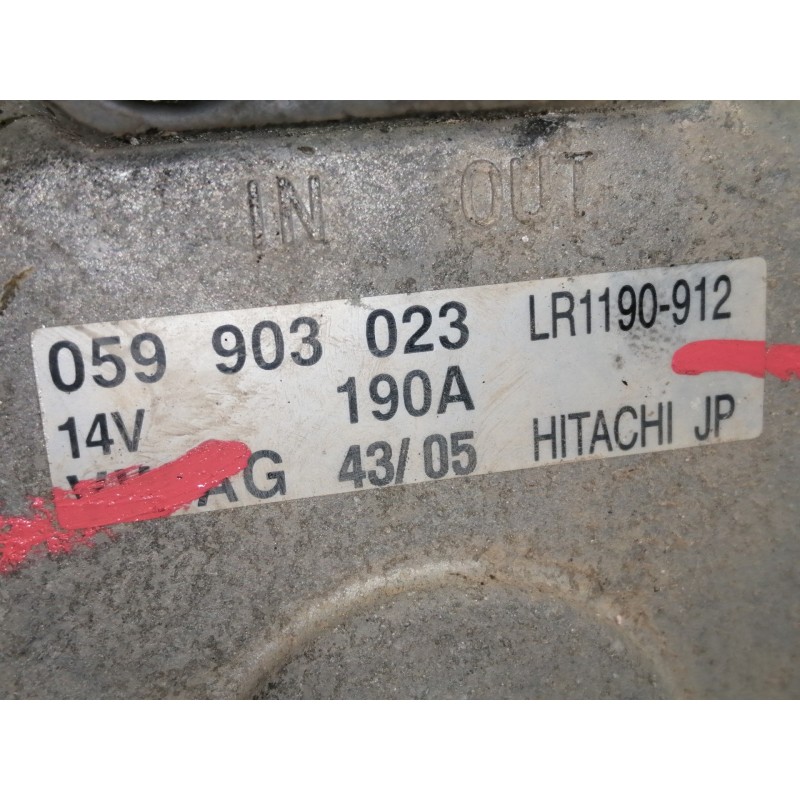 IN OUT
059 903 023 LR1190-912
14V 190A
AG 43/05 HITACHI JP